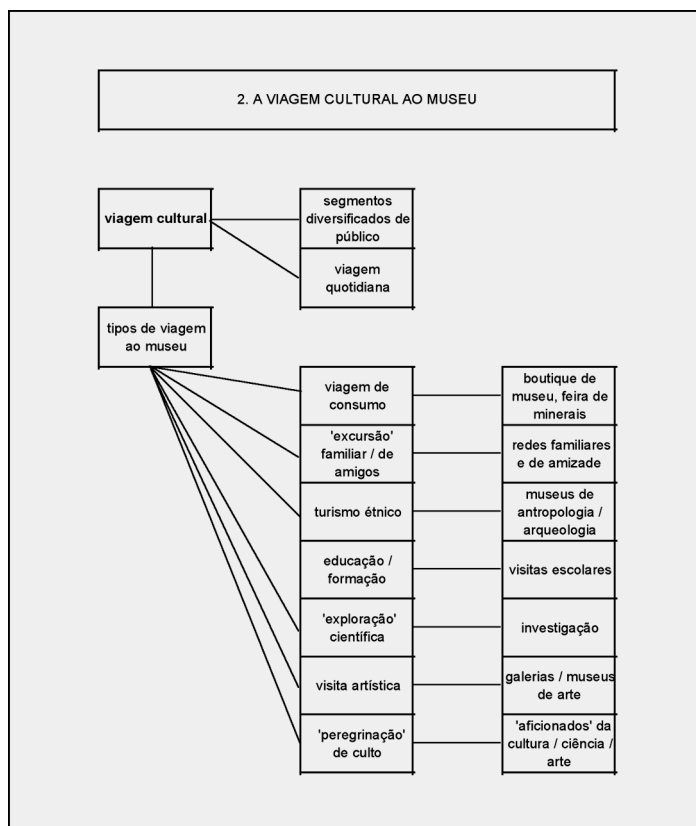 2. A VIAGEM CULTURAL AO MUSEU
viagem cultural
segmentos
diversificados de
público
viagem
quotidiana
tipos de viagem
ao museu
viagem de
consumo
boutique de
museu, feira de
minerais
'excursão'
familiar / de
amigos
redes familiares
e de amizade
turismo étnico
museus de
antropologia /
arqueologia
educação /
formação
visitas escolares
'exploração'
científica
investigação
visita artística
galerias / museus
de arte
'peregrinação'
de culto
'aficionados' da
cultura / ciência /
arte